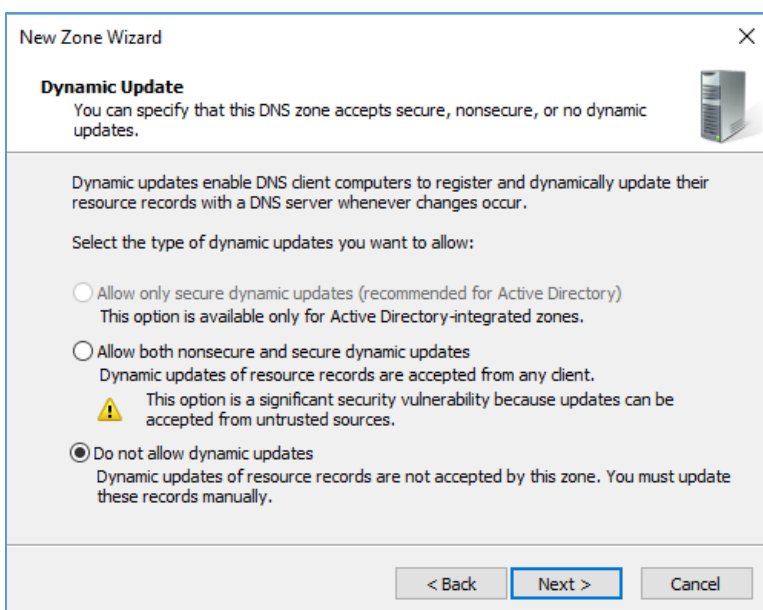 New Zone Wizard
Dynamic Update
You can specify that this DNS zone accepts secure, nonsecure, or no dynamic
updates.
Dynamic updates enable DNS client computers to register and dynamically update their
resource records with a DNS server whenever changes occur.
Select the type of dynamic updates you want to allow:
Allow only secure dynamic updates (recommended for Active Directory)
This option is available only for Active Directory-integrated zones.
Allow both nonsecure and secure dynamic updates
Dynamic updates of resource records are accepted from any client.
This option is a significant security vulnerability because updates can be
accepted from untrusted sources.
Do not allow dynamic updates
Dynamic updates of resource records are not accepted by this zone. You must update
these records manually.
< Back Next > Cancel